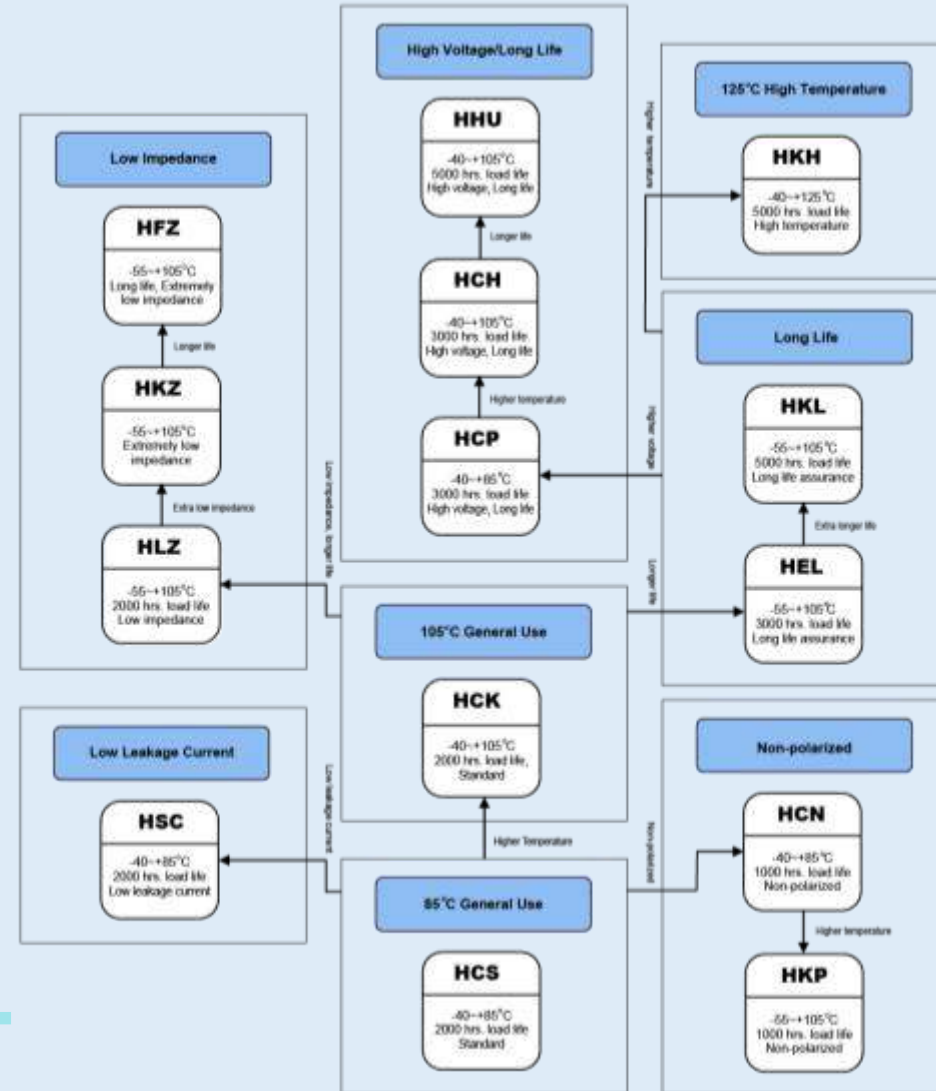 High Voltage/Long Life
HHU
-40~+105°C
5000 hrs. load life
High voltage, Long life
Longer life
HCH
-40~+105°C
3000 hrs. load life.
High voltage, Long life
Higher temperature
HCP
-40~+85°C
3000 hrs. load life.
High voltage, Long life
125°C High Temperature
HKH
-40~+125°C
5000 hrs. load life.
High temperature
Higher temperature
Low Impedance
HFZ
-55~+105°C
Long life, Extremely
low impedance
Longer life
HKZ
-55~+105°C
Extremely low
impedance
Extra low impedance
HLZ
-55~+105°C
2000 hrs. load life
Low impedance
Low impedance, longer life
Long Life
HKL
-55~+105°C
5000 hrs. load life
Long life assurance
Extra longer life
HEL
-55~+105°C
3000 hrs. load life
Long life assurance
Higher voltage
Longer life
105°C General Use
HCK
-40~+105°C
2000 hrs. load life,
Standard
Higher Temperature
Low Leakage Current
HSC
-40~+85°C
2000 hrs. load life
Low leakage current
Low leakage current
85°C General Use
HCS
-40~+85°C
2000 hrs. load life
Standard
Non-polarized
Non-polarized
HCN
-40~+85°C
1000 hrs. load life
Non-polarized
Higher temperature
HKP
-55~+105°C
1000 hrs. load life
Non-polarized